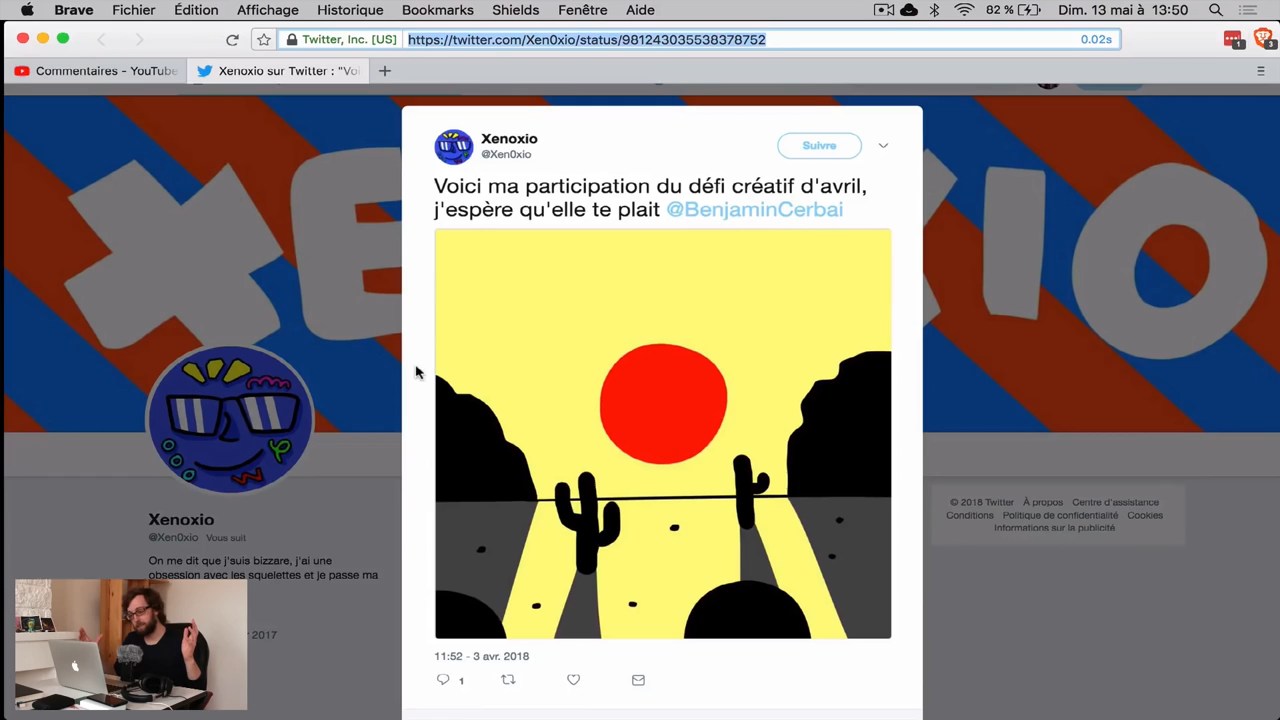 Brave Fichier Édition Affichage Historique Bookmarks Shields Fenêtre Aide 82 % Dim. 13 mai à 13:50
Twitter, Inc. [US] https://twitter.com/Xen0xio/status/981243035538378752 0.02s
1 3
Commentaires - YouTube Xenoxio sur Twitter : "Voi
Xenoxio
@Xen0xio
Suivre
Voici ma participation du défi créatif d'avril,
j'espère qu'elle te plait @BenjaminCerbai
11:52 - 3 avr. 2018
1
XENOXIO
Xenoxio
@Xen0xio Vous suit
On me dit que j'suis bizzare, j'ai une
obsession avec les squelettes et je passe ma
2017
© 2018 Twitter À propos Centre d'assistance
Conditions Politique de confidentialité Cookies
Informations sur la publicité